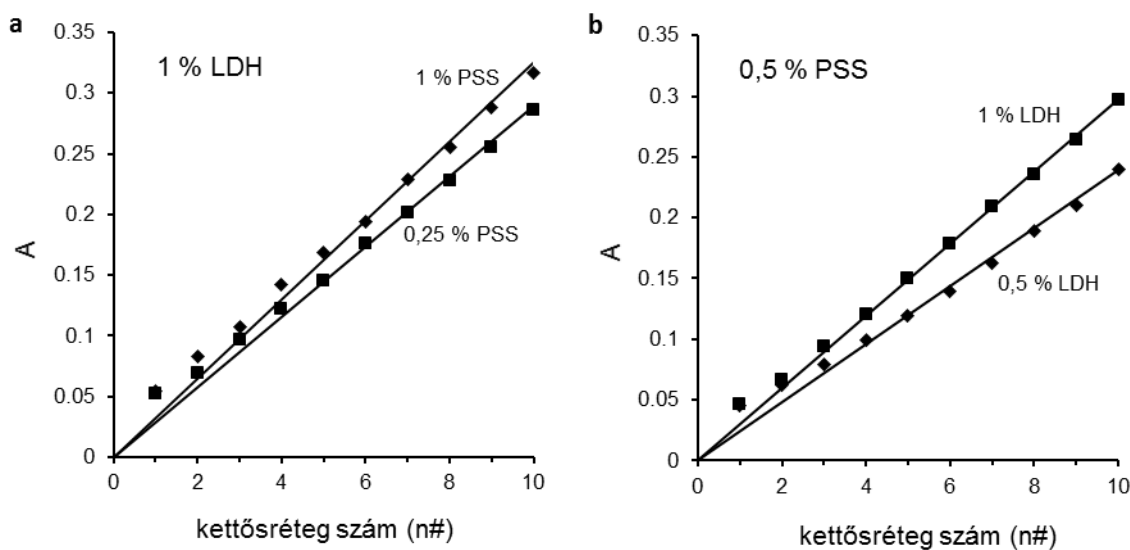 a
1 % LDH
1 % PSS
0,25 % PSS
0.35
0.3
0.25
0.2
0.15
0.1
0.05
0
A
0
2
4
6
8
10
kettősréteg szám (n#)
b
0,5 % PSS
1 % LDH
0,5 % LDH
0.35
0.3
0.25
0.2
0.15
0.1
0.05
0
A
0
2
4
6
8
10
kettősréteg szám (n#)